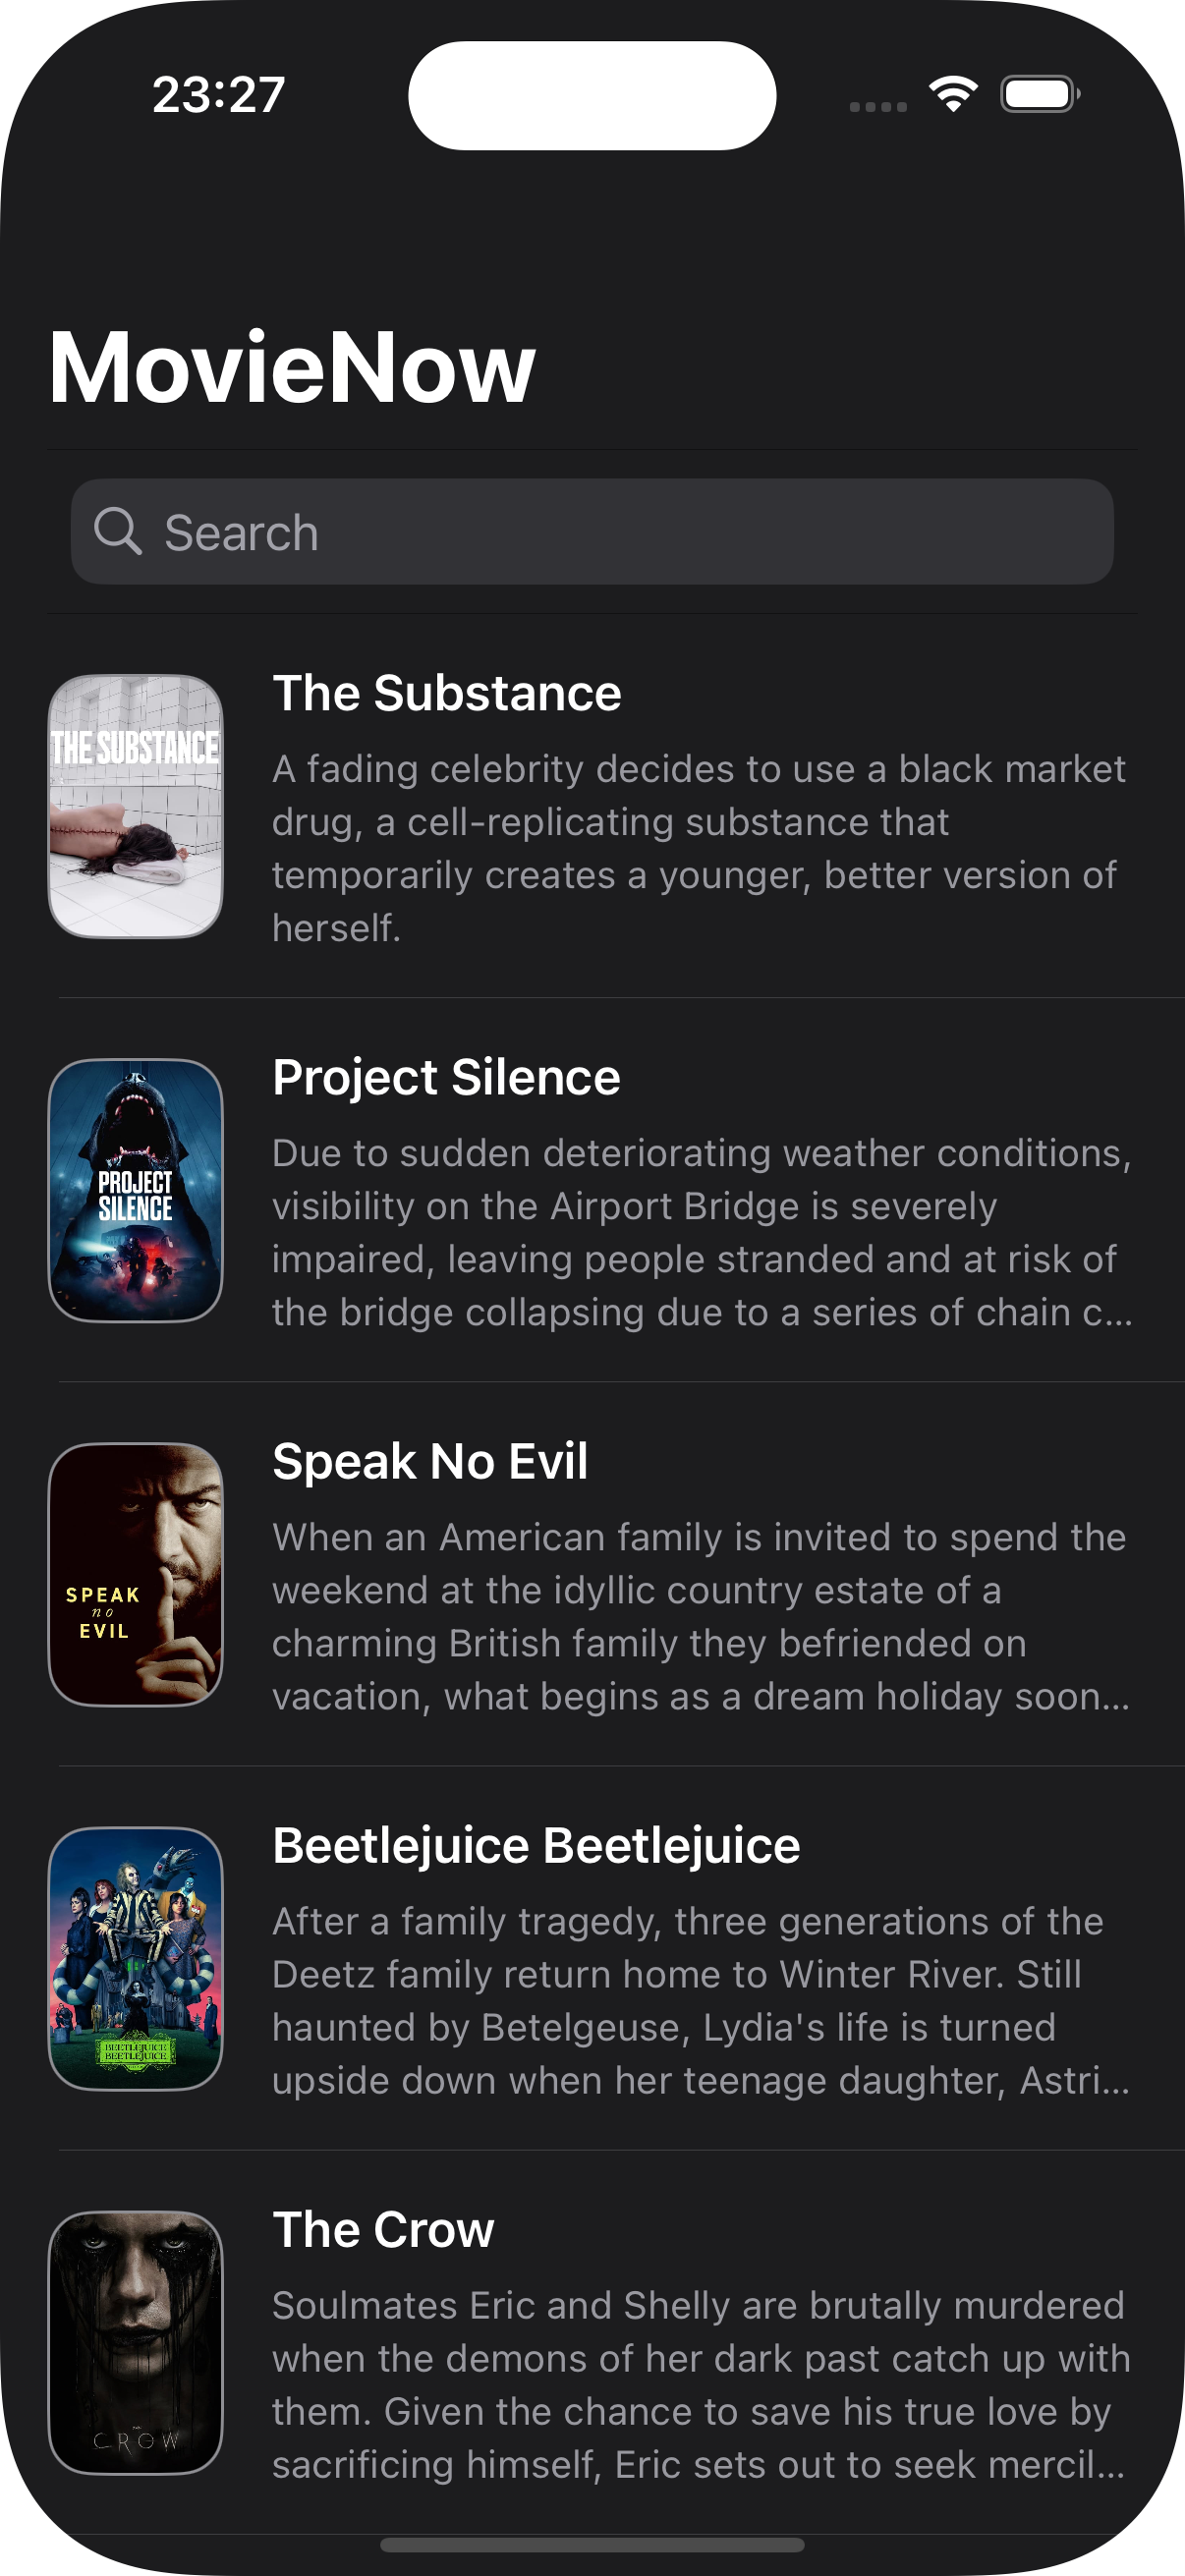 23:27
MovieNow
Search
THE SUBSTANCE
The Substance
A fading celebrity decides to use a black market
drug, a cell-replicating substance that
temporarily creates a younger, better version of
herself.
PROJECT
SILENCE
Project Silence
Due to sudden deteriorating weather conditions,
visibility on the Airport Bridge is severely
impaired, leaving people stranded and at risk of
the bridge collapsing due to a series of chain c...
SPEAK
no
EVIL
Speak No Evil
When an American family is invited to spend the
weekend at the idyllic country estate of a
charming British family they befriended on
vacation, what begins as a dream holiday soon...
BEETLEJUICE
BEETLEJUICE
Beetlejuice Beetlejuice
After a family tragedy, three generations of the
Deetz family return home to Winter River. Still
haunted by Betelgeuse, Lydia's life is turned
upside down when her teenage daughter, Astri...
CROW
The Crow
Soulmates Eric and Shelly are brutally murdered
when the demons of her dark past catch up with
them. Given the chance to save his true love by
sacrificing himself, Eric sets out to seek mercil...